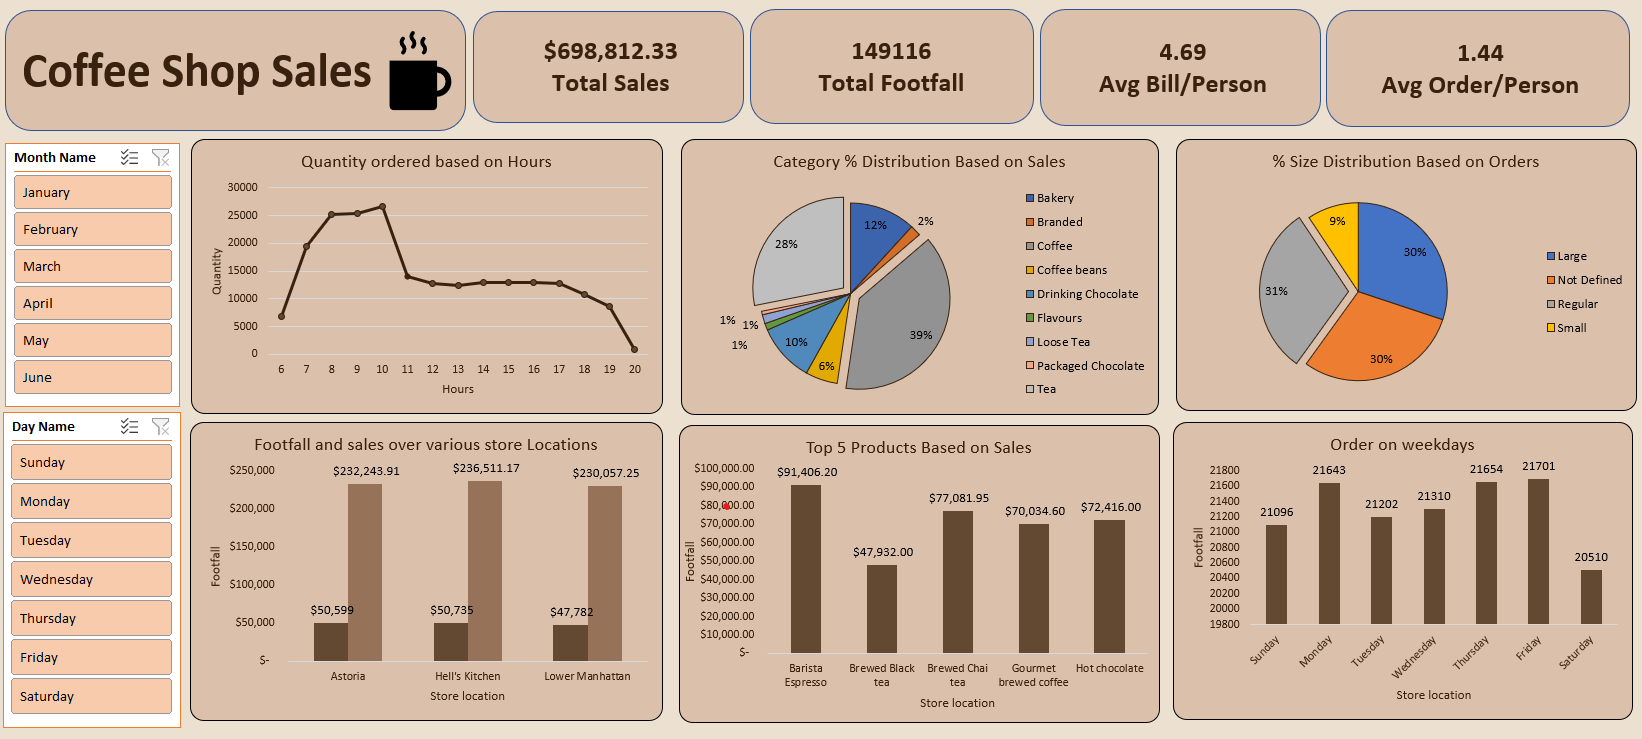 Coffee Shop Sales
$698,812.33
Total Sales
149116
Total Footfall
4.69
Avg Bill/Person
1.44
Avg Order/Person
Month Name
January
February
March
April
May
June
Day Name
Sunday
Monday
Tuesday
Wednesday
Thursday
Friday
Saturday
Quantity ordered based on Hours
30000
25000
20000
15000
10000
5000
0
Quantity
6 7 8 9 10 11 12 13 14 15 16 17 18 19 20
Hours
Category % Distribution Based on Sales
12%
2%
39%
6%
10%
1%
1%
1%
28%
Bakery
Branded
Coffee
Coffee beans
Drinking Chocolate
Flavours
Loose Tea
Packaged Chocolate
Tea
% Size Distribution Based on Orders
9%
30%
31%
30%
Large
Not Defined
Regular
Small
Footfall and sales over various store Locations
$250,000
$200,000
$150,000
$100,000
$50,000
$-
Footfall
$232,243.91
$236,511.17
$230,057.25
$50,599
$50,735
$47,782
Astoria
Hell's Kitchen
Lower Manhattan
Store location
Top 5 Products Based on Sales
$100,000.00
$90,000.00
$80,000.00
$70,000.00
$60,000.00
$50,000.00
$40,000.00
$30,000.00
$20,000.00
$10,000.00
$-
Footfall
$91,406.20
$47,932.00
$77,081.95
$70,034.60
$72,416.00
Barista
Espresso
Brewed Black
tea
Brewed Chai
tea
Gourmet
brewed coffee
Hot chocolate
Store location
Order on weekdays
21800
21600
21400
21200
21000
20800
20600
20400
20200
20000
19800
Footfall
21096
21643
21202
21310
21654
21701
20510
Sunday
Monday
Tuesday
Wednesday
Thursday
Friday
Saturday
Store location